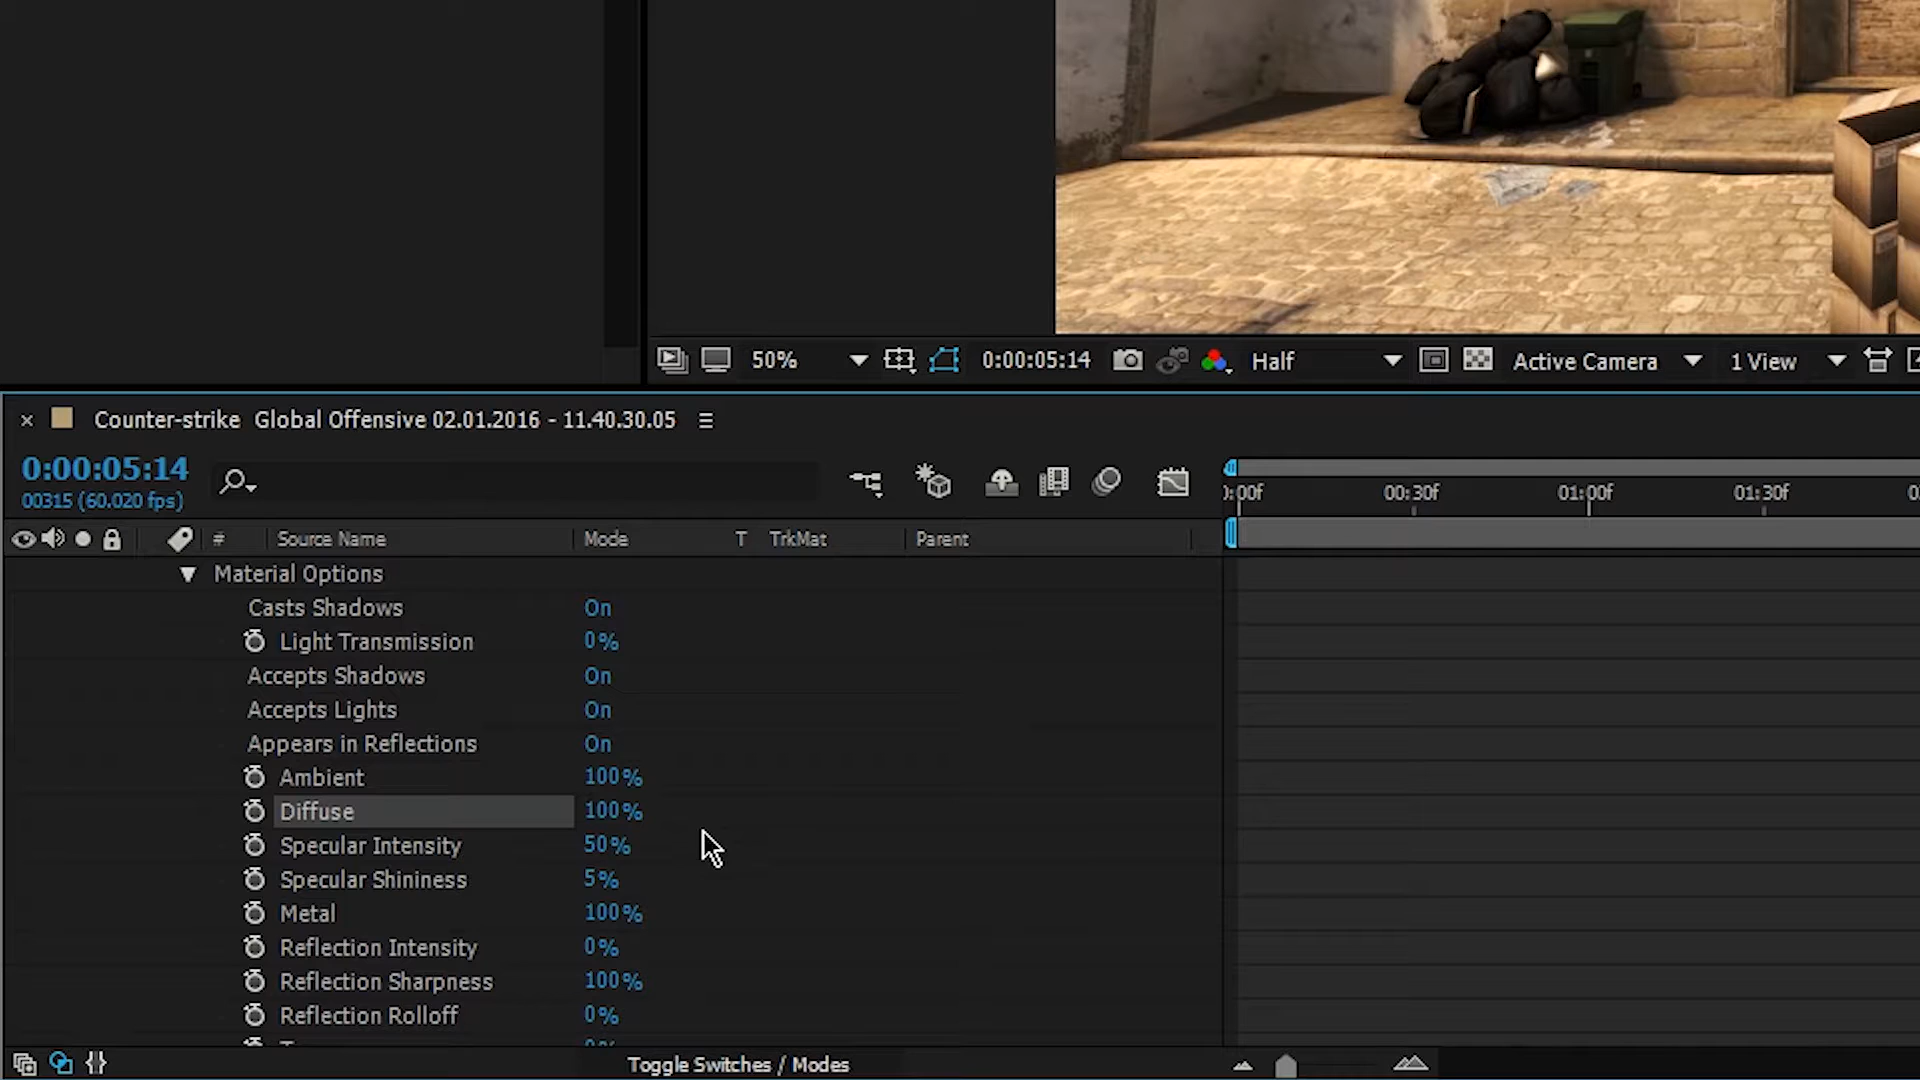 50%
0:00:05:14
Half
Active Camera
1 View
Counter-strike Global Offensive 02.01.2016 - 11.40.30.05
0:00:05:14
00315 (60.020 fps)
):00f 00:30f 01:00f 01:30f 0
# Source Name Mode T TrkMat Parent
Material Options
Casts Shadows On
Light Transmission 0%
Accepts Shadows On
Accepts Lights On
Appears in Reflections On
Ambient 100%
Diffuse 100%
Specular Intensity 50%
Specular Shininess 5%
Metal 100%
Reflection Intensity 0%
Reflection Sharpness 100%
Reflection Rolloff 0%
Toggle Switches / Modes